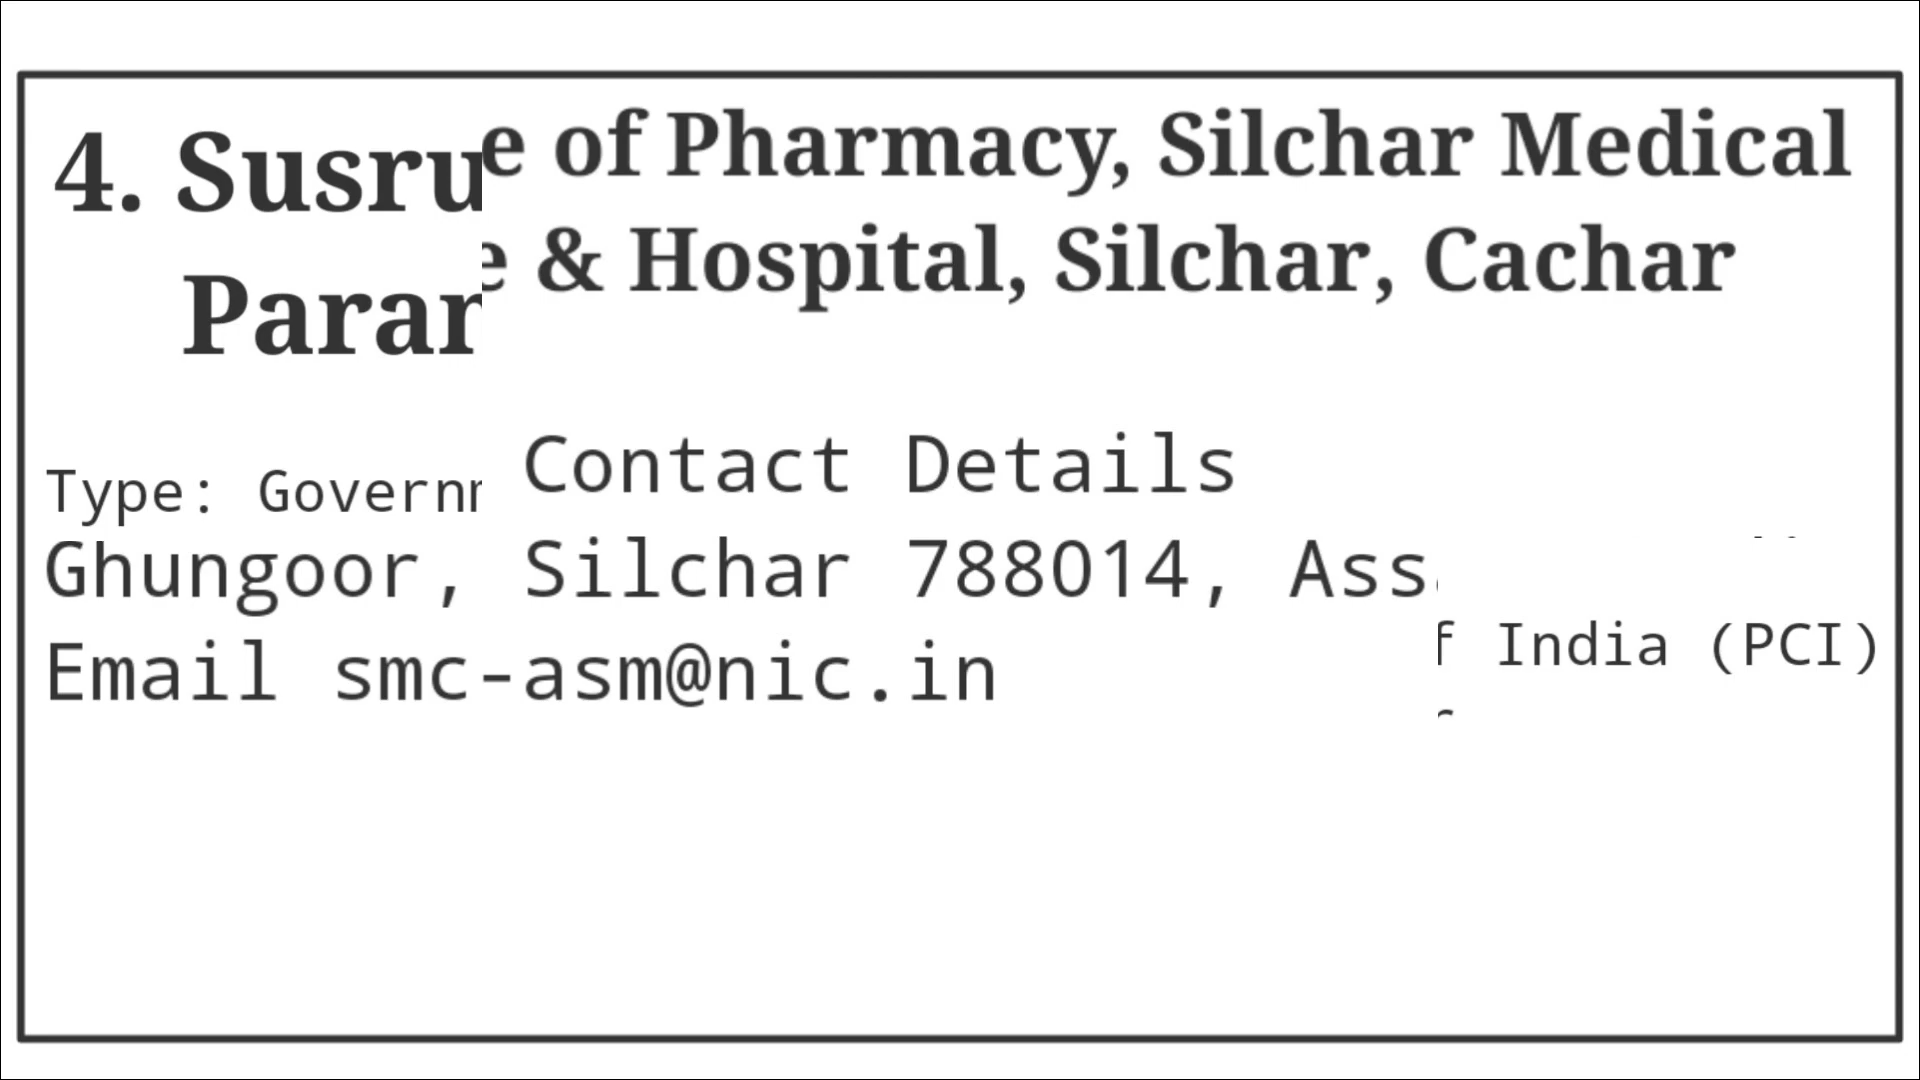 4. Susru
e of Pharmacy, Silchar Medical
e & Hospital, Silchar, Cachar
Parar
Contact Details
Type: Govern
Ghungoor, Silchar 788014, Ass
f India (PCI)
Email smc-asm@nic.in